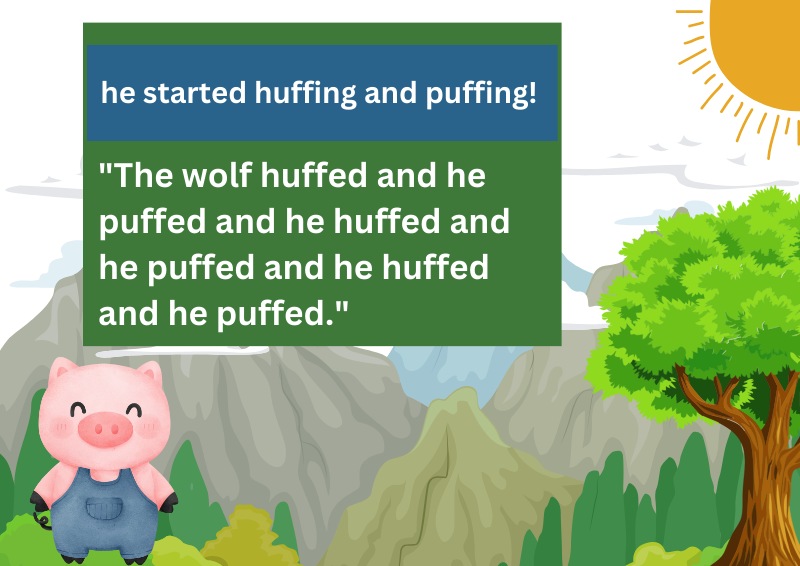 he started huffing and puffing!
"The wolf huffed and he
puffed and he huffed and
he puffed and he huffed
and he puffed."